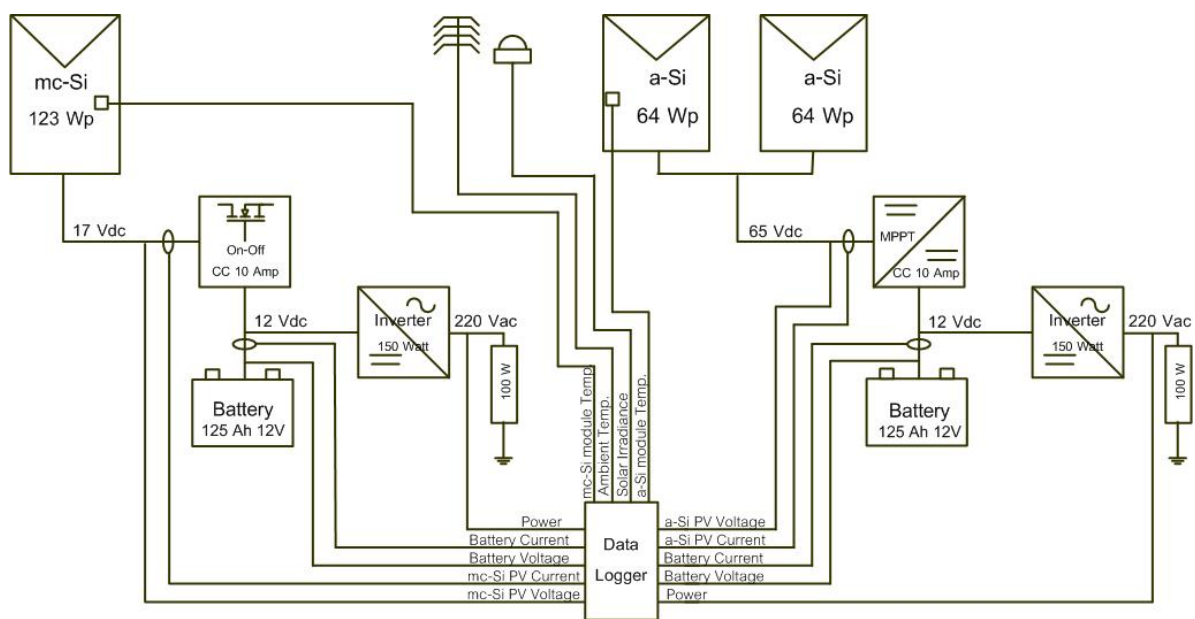 mc-Si
123 Wp
a-Si
64 Wp
a-Si
64 Wp
17 Vdc
On-Off
CC 10 Amp
65 Vdc
MPPT
CC 10 Amp
12 Vdc
Inverter
150 Watt
220 Vac
100 W
Battery
125 Ah 12V
12 Vdc
Inverter
150 Watt
220 Vac
100 W
Battery
125 Ah 12V
mc-Si module Temp.
Ambient Temp.
Solar Irradiance
a-Si module Temp.
Power
Battery Current
Battery Voltage
mc-Si PV Current
mc-Si PV Voltage
Data
Logger
a-Si PV Voltage
a-Si PV Current
Battery Current
Battery Voltage
Power